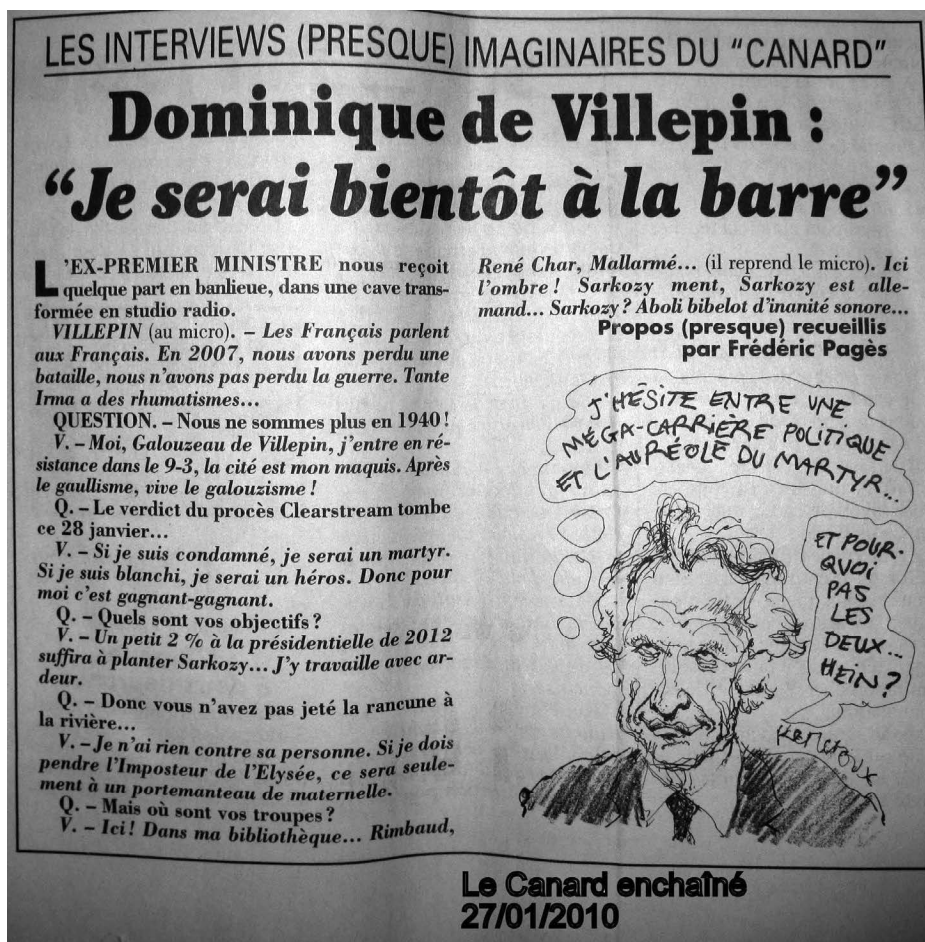 LES INTERVIEWS (PRESQUE) IMAGINAIRES DU "CANARD"
Dominique de Villepin :
“Je serai bientôt à la barre”
L'EX-PREMIER MINISTRE nous reçoit
quelque part en banlieue, dans une cave trans-
formée en studio radio.
VILLEPIN (au micro). – Les Français parlent
aux Français. En 2007, nous avons perdu une
bataille, nous n'avons pas perdu la guerre. Tante
Irma a des rhumatismes...
QUESTION. – Nous ne sommes plus en 1940 !
V. – Moi, Galouzeau de Villepin, j'entre en ré-
sistance dans le 9-3, la cité est mon maquis. Après
le gaullisme, vive le galouzisme !
Q. – Le verdict du procès Clearstream tombe
ce 28 janvier...
V. – Si je suis condamné, je serai un martyr.
Si je suis blanchi, je serai un héros. Donc pour
moi c'est gagnant-gagnant.
Q. – Quels sont vos objectifs ?
V. – Un petit 2 % à la présidentielle de 2012
suffira à planter Sarkozy... J'y travaille avec ar-
deur.
Q. – Donc vous n'avez pas jeté la rancune à
la rivière...
V. – Je n'ai rien contre sa personne. Si je dois
pendre l'Imposteur de l'Elysée, ce sera seule-
ment à un portemanteau de maternelle.
Q. – Mais où sont vos troupes ?
V. – Ici ! Dans ma bibliothèque... Rimbaud,
René Char, Mallarmé... (il reprend le micro). Ici
l'ombre ! Sarkozy ment, Sarkozy est alle-
mand... Sarkozy ? Aboli bibelot d'inanité sonore...
Propos (presque) recueillis
par Frédéric Pagès
J'HÉSITE ENTRE UNE
MÉGA-CARRIÈRE POLITIQUE
ET L'AURÉOLE DU MARTYR...
ET POUR-
QUOI
PAS
LES
DEUX...
HEIN ?
Le Canard enchaîné
27/01/2010